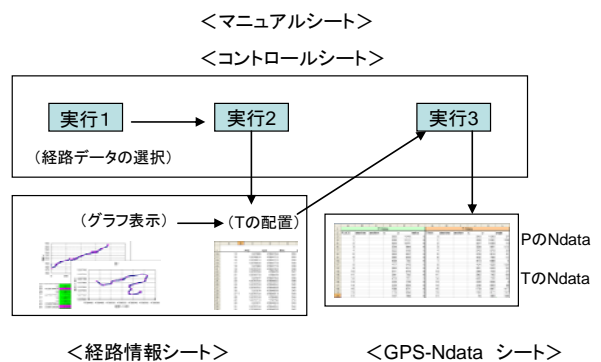 ＜マニュアルシート＞
＜コントロールシート＞
実行1
実行2
実行3
（経路データの選択）
（グラフ表示）
（Tの配置）
PのNdata
TのNdata
＜経路情報シート＞
＜GPS-Ndata シート＞